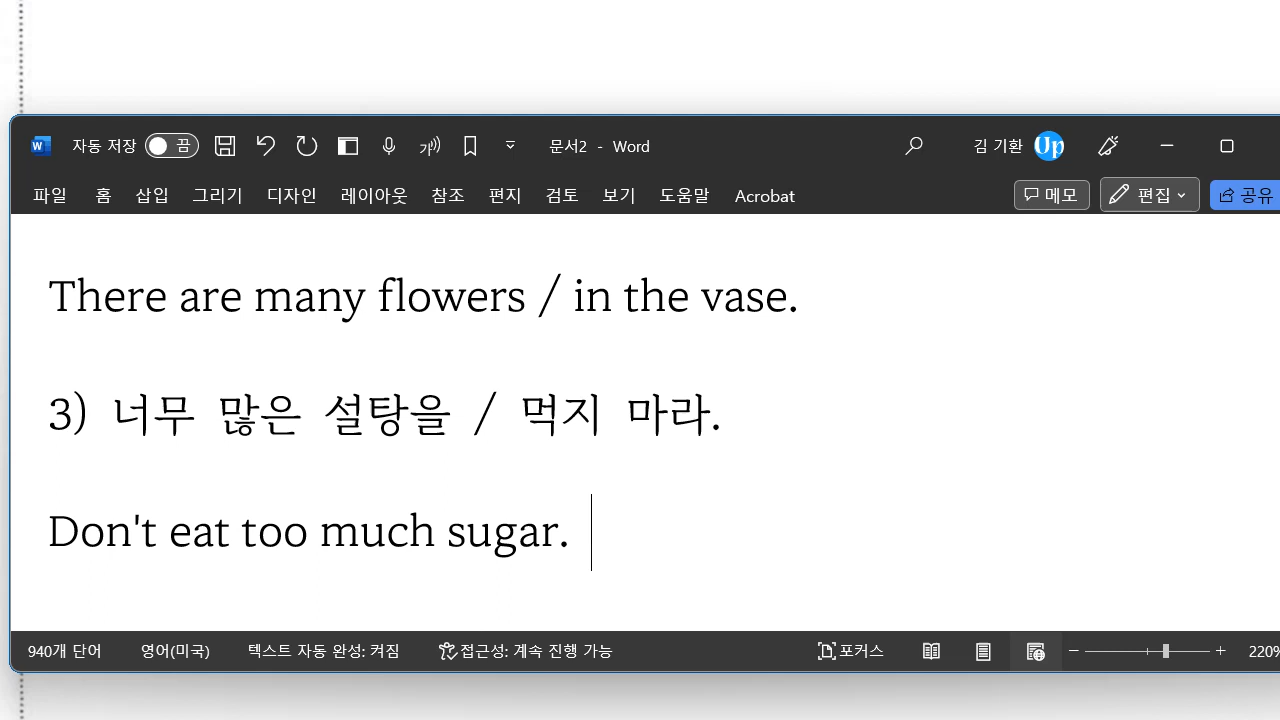 자동 저장 끔 문서2 - Word 김 기환 Up
파일 홈 삽입 그리기 디자인 레이아웃 참조 편지 검토 보기 도움말 Acrobat 메모 편집 공유
There are many flowers / in the vase.
3) 너무 많은 설탕을 / 먹지 마라.
Don't eat too much sugar.
940개 단어 영어(미국) 텍스트 자동 완성: 켜짐 접근성: 계속 진행 가능 포커스 220%